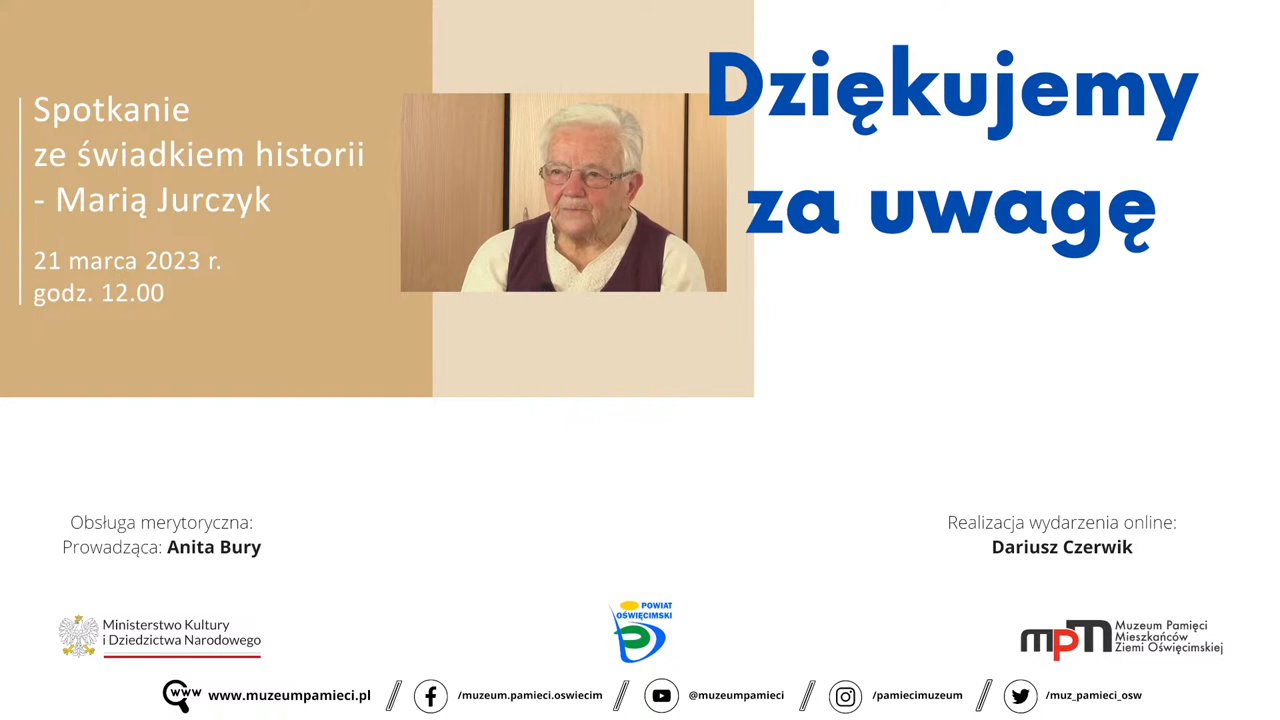 Spotkanie
ze świadkiem historii
- Marią Jurczyk
21 marca 2023 r.
godz. 12.00
Dziękujemy
za uwagę
Obsługa merytoryczna:
Prowadząca: Anita Bury
Realizacja wydarzenia online:
Dariusz Czerwik
Ministerstwo Kultury
i Dziedzictwa Narodowego
POWIAT
OŚWIĘCIMSKI
mpm
Muzeum Pamięci
Mieszkańców
Ziemi Oświęcimskiej
www
www.muzeumpamieci.pl
/muzeum.pamieci.oswiecim
@muzeumpamieci
/pamiecimuzeum
/muz_pamieci_osw